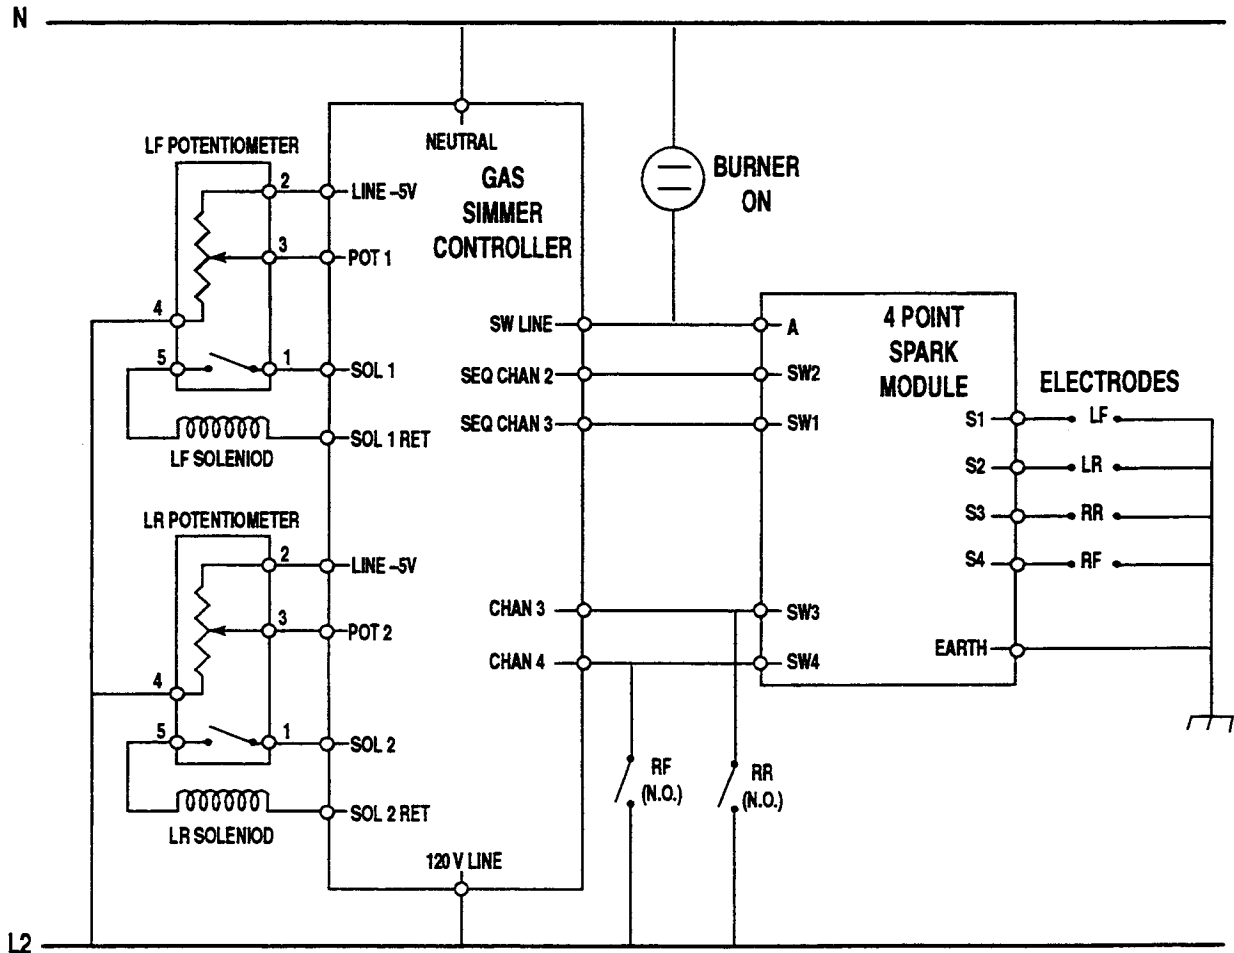 N
LF POTENTIOMETER
2
3
4
5
1
LF SOLENIOD
LR POTENTIOMETER
2
3
4
5
1
LR SOLENIOD
NEUTRAL
GAS
SIMMER
CONTROLLER
LINE –5V
POT 1
SOL 1
SOL 1 RET
LINE –5V
POT 2
SOL 2
SOL 2 RET
120 V LINE
SW LINE
SEQ CHAN 2
SEQ CHAN 3
CHAN 3
CHAN 4
BURNER
ON
4 POINT
SPARK
MODULE
A
SW2
SW1
SW3
SW4
S1
S2
S3
S4
EARTH
ELECTRODES
LF
LR
RR
RF
RF
(N.O.)
RR
(N.O.)
L2